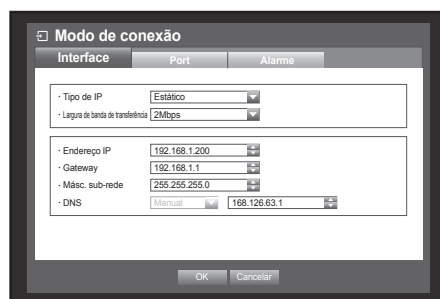 Modo de conexão
Interface Port Alarme
· Tipo de IP Estático
· Largura de banda de transferência 2Mbps
· Endereço IP 192.168.1.200
· Gateway 192.168.1.1
· Másc. sub-rede 255.255.255.0
· DNS Manual 168.126.63.1
OK Cancelar